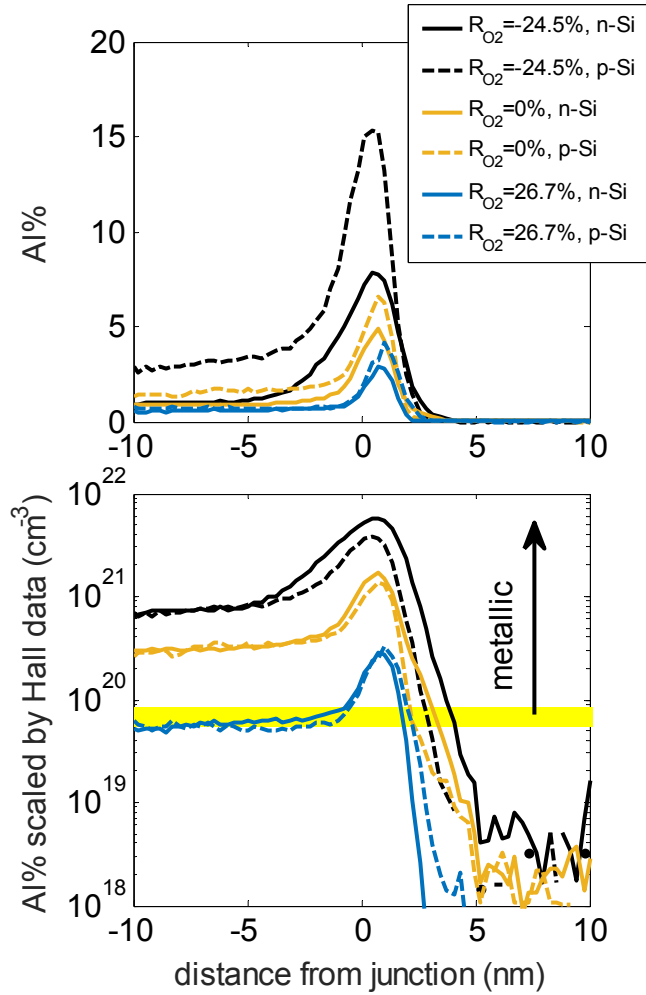 R_O2=-24.5%, n-Si
R_O2=-24.5%, p-Si
R_O2=0%, n-Si
R_O2=0%, p-Si
R_O2=26.7%, n-Si
R_O2=26.7%, p-Si
Al%
20
15
10
5
0
-10 -5 0 5 10
Al% scaled by Hall data (cm^-3)
10^22
10^21
10^20
10^19
10^18
metallic
-10 -5 0 5 10
distance from junction (nm)